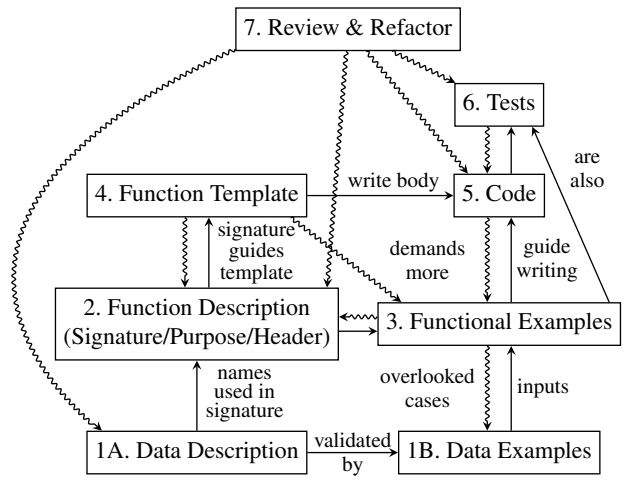 7. Review & Refactor
6. Tests
are
also
4. Function Template
write body
5. Code
signature
guides
template
demands
more
guide
writing
2. Function Description
(Signature/Purpose/Header)
3. Functional Examples
names
used in
signature
overlooked
cases
inputs
1A. Data Description
validated
by
1B. Data Examples